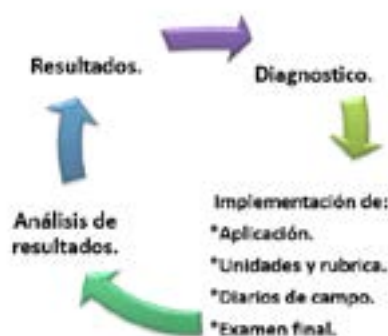 Resultados.
Diagnostico.
Implementación de:
*Aplicación.
*Unidades y rubrica.
*Diarios de campo.
*Examen final.
Análisis de
resultados.